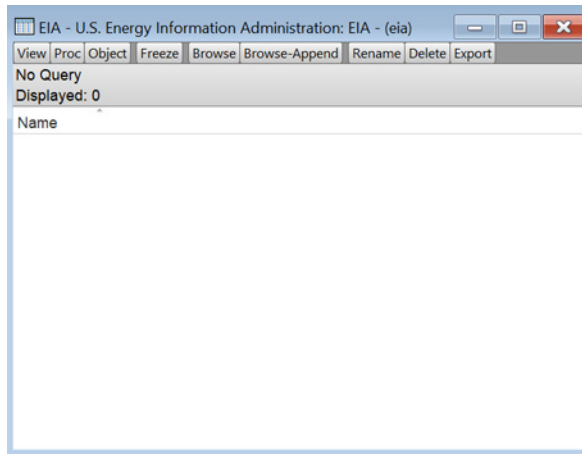 EIA - U.S. Energy Information Administration: EIA - (eia)
View Proc Object Freeze Browse Browse-Append Rename Delete Export
No Query
Displayed: 0
Name